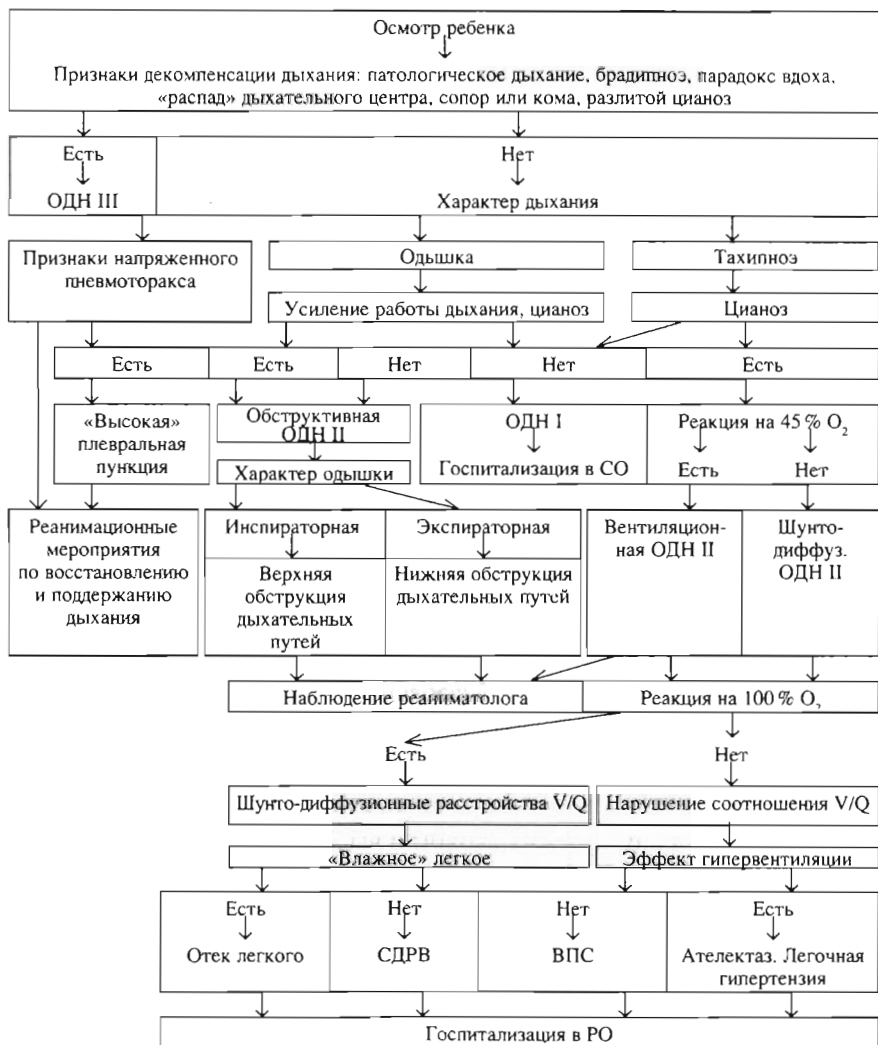 Осмотр ребенка
Признаки декомпенсации дыхания: патологическое дыхание, брадипноэ, парадокс вдоха,
«распад» дыхательного центра, сопор или кома, разлитой цианоз
Есть
Нет
ОДН III
Характер дыхания
Признаки напряженного
пневмоторакса
Одышка
Тахипноэ
Усиление работы дыхания, цианоз
Цианоз
Есть
Есть
Нет
Нет
Есть
«Высокая»
плевральная
пункция
Обструктивная
ОДН II
Характер одышки
ОДН I
Госпитализация в СО
Реакция на 45 % O₂
Есть
Нет
Реанимационные
мероприятия
по восстановлению
и поддержанию
дыхания
Инспираторная
Верхняя
обструкция
дыхательных
путей
Экспираторная
Нижняя обструкция
дыхательных путей
Вентиляцион-
ная ОДН II
Шунто-
диффуз.
ОДН II
Наблюдение реаниматолога
Реакция на 100 % O₂
Есть
Нет
Шунто-диффузионные расстройства V/Q
Нарушение соотношения V/Q
«Влажное» легкое
Эффект гипервентиляции
Есть
Нет
Нет
Есть
Отек легкого
СДРВ
ВПС
Ателектаз. Легочная
гипертензия
Госпитализация в РО